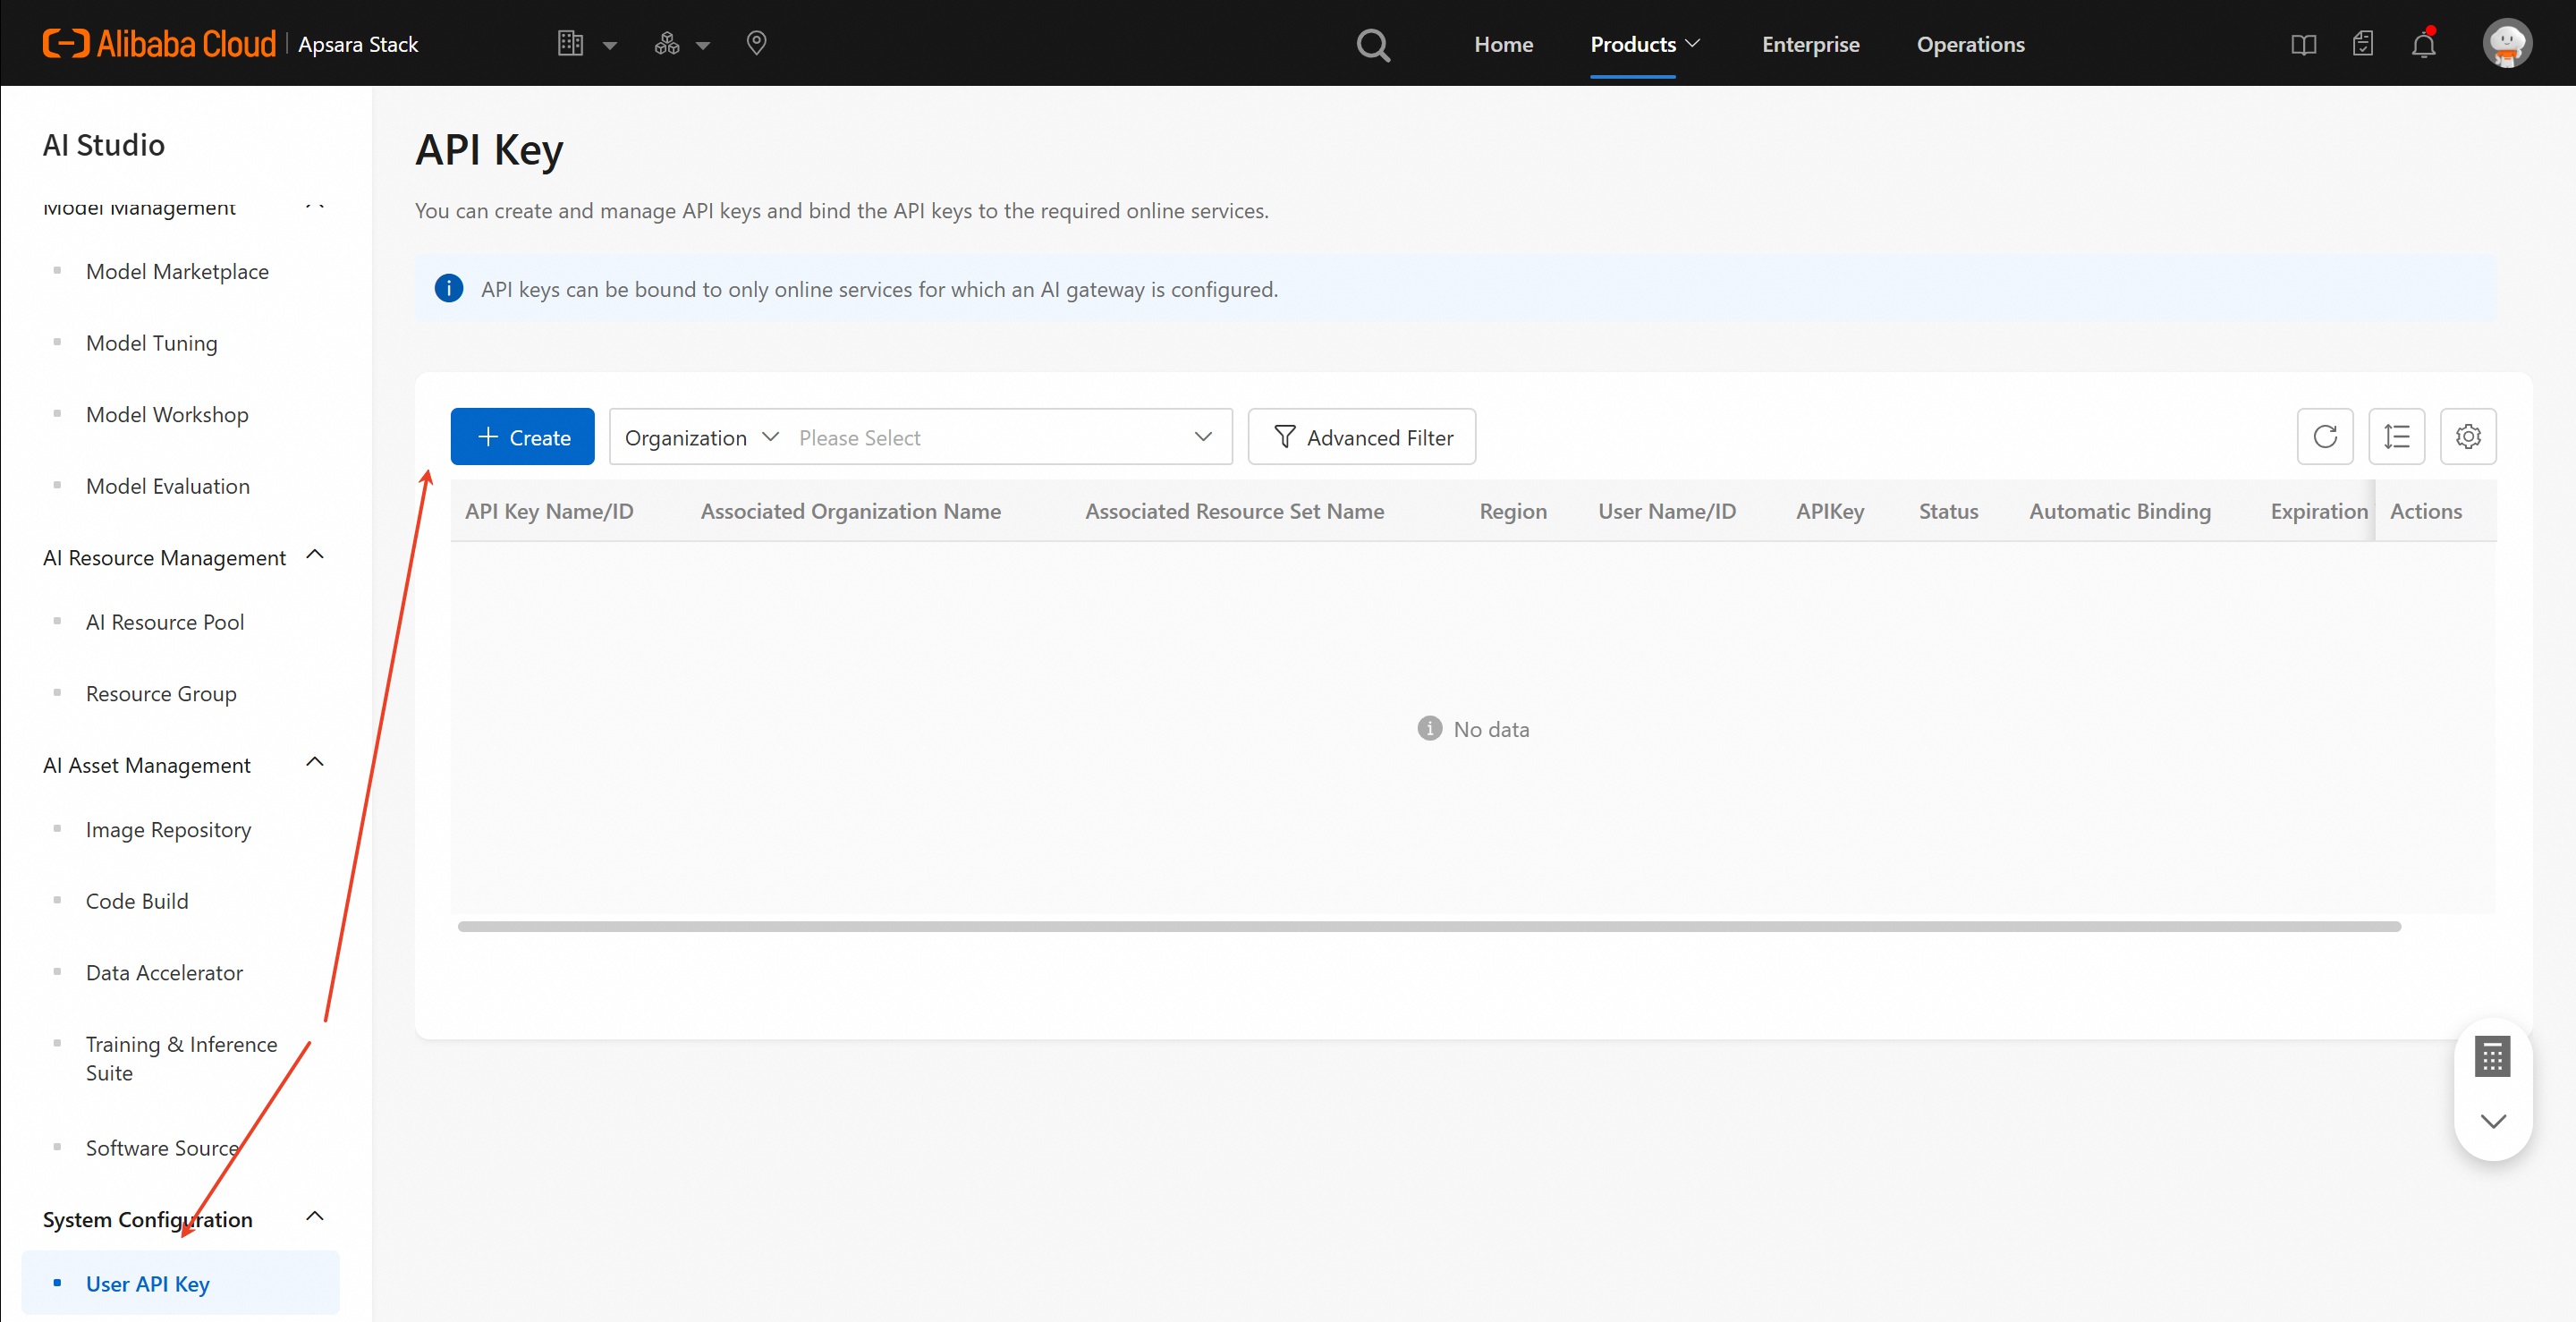 Alibaba Cloud | Apsara Stack
Home
Products
Enterprise
Operations
AI Studio
Model Management
Model Marketplace
Model Tuning
Model Workshop
Model Evaluation
AI Resource Management
AI Resource Pool
Resource Group
AI Asset Management
Image Repository
Code Build
Data Accelerator
Training & Inference
Suite
Software Source
System Configuration
User API Key
API Key
You can create and manage API keys and bind the API keys to the required online services.
API keys can be bound to only online services for which an AI gateway is configured.
+ Create
Organization
Please Select
Advanced Filter
API Key Name/ID
Associated Organization Name
Associated Resource Set Name
Region
User Name/ID
APIKey
Status
Automatic Binding
Expiration
Actions
No data